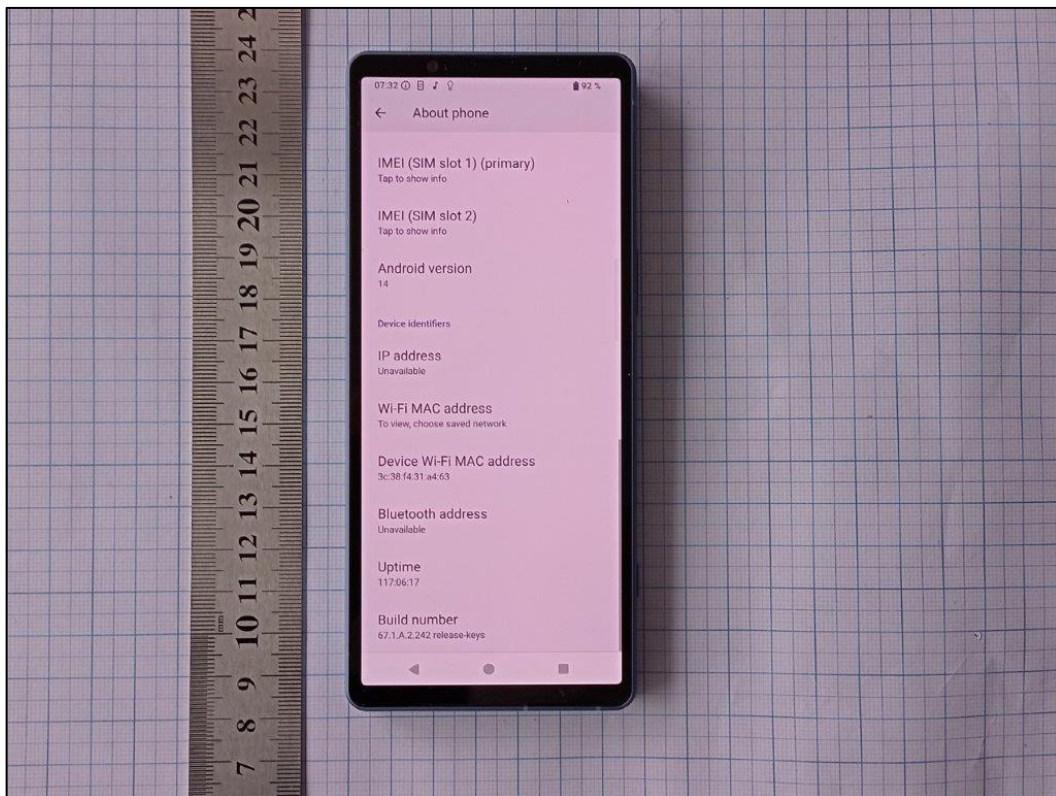 07:32 92 %
About phone
IMEI (SIM slot 1) (primary)
Tap to show info
IMEI (SIM slot 2)
Tap to show info
Android version
14
Device identifiers
IP address
Unavailable
Wi-Fi MAC address
To view, choose saved network
Device Wi-Fi MAC address
3c:38:f4:31:a4:63
Bluetooth address
Unavailable
Uptime
117:06:17
Build number
67.1.A.2.242 release-keys
24
23
22
21
20
19
18
17
16
15
14
13
12
11
10
mm
9
8
7